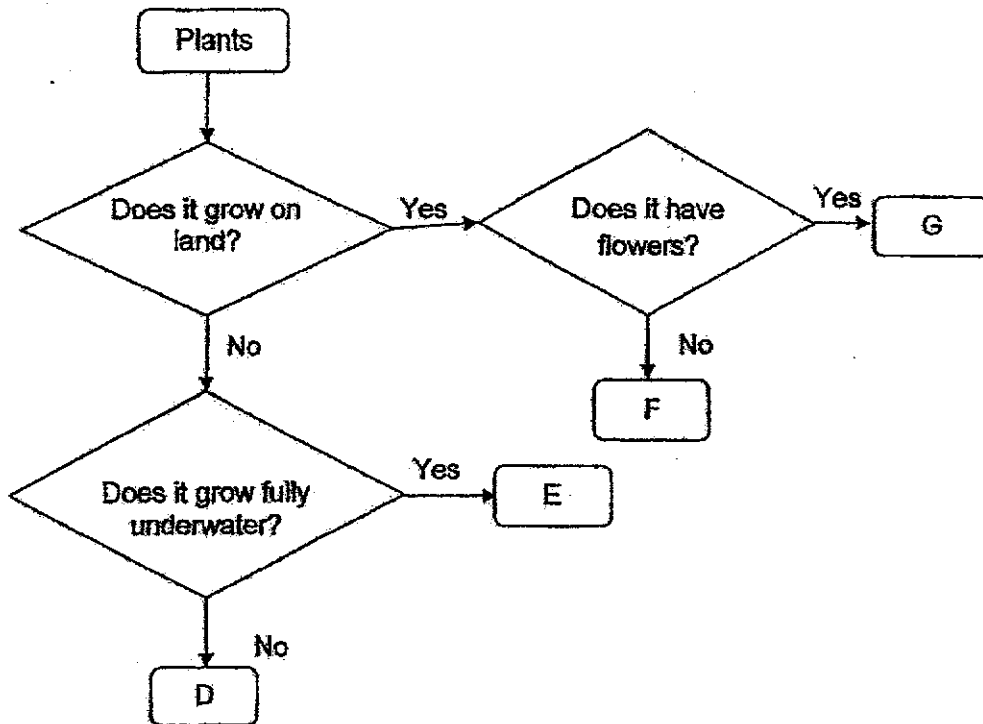 Plants
Does it grow on
land?
Yes
Does it have
flowers?
Yes
G
No
No
F
Does it grow fully
underwater?
Yes
E
No
D